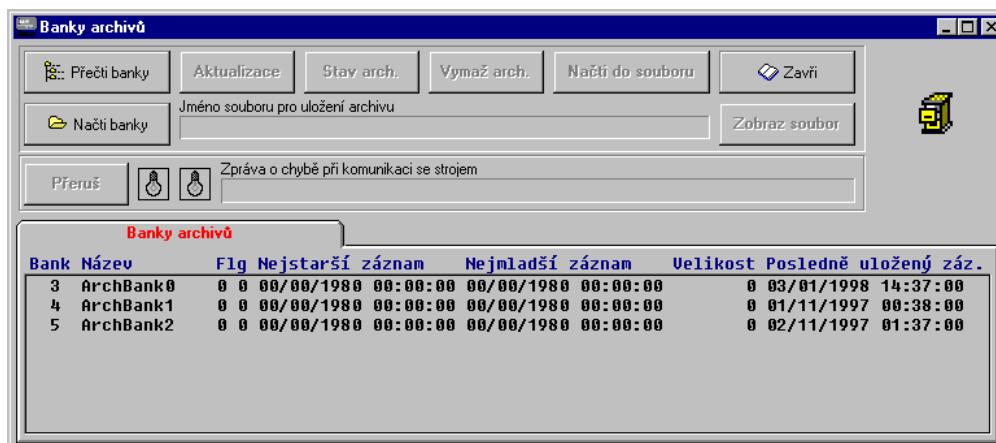 Banky archivů
Přečti banky Aktualizace Stav arch. Vymaž arch. Načti do souboru Zavři
Jméno souboru pro uložení archivu
Načti banky Zobraz soubor
Zpráva o chybě při komunikaci se strojem
Přeruš
Banky archivů
Bank Název Flg Nejstarší záznam Nejmladší záznam Velikost Posledně uložený záz.
3 ArchBank0 0 0 00/00/1980 00:00:00 00/00/1980 00:00:00 0 03/01/1998 14:37:00
4 ArchBank1 0 0 00/00/1980 00:00:00 00/00/1980 00:00:00 0 01/11/1997 00:38:00
5 ArchBank2 0 0 00/00/1980 00:00:00 00/00/1980 00:00:00 0 02/11/1997 01:37:00